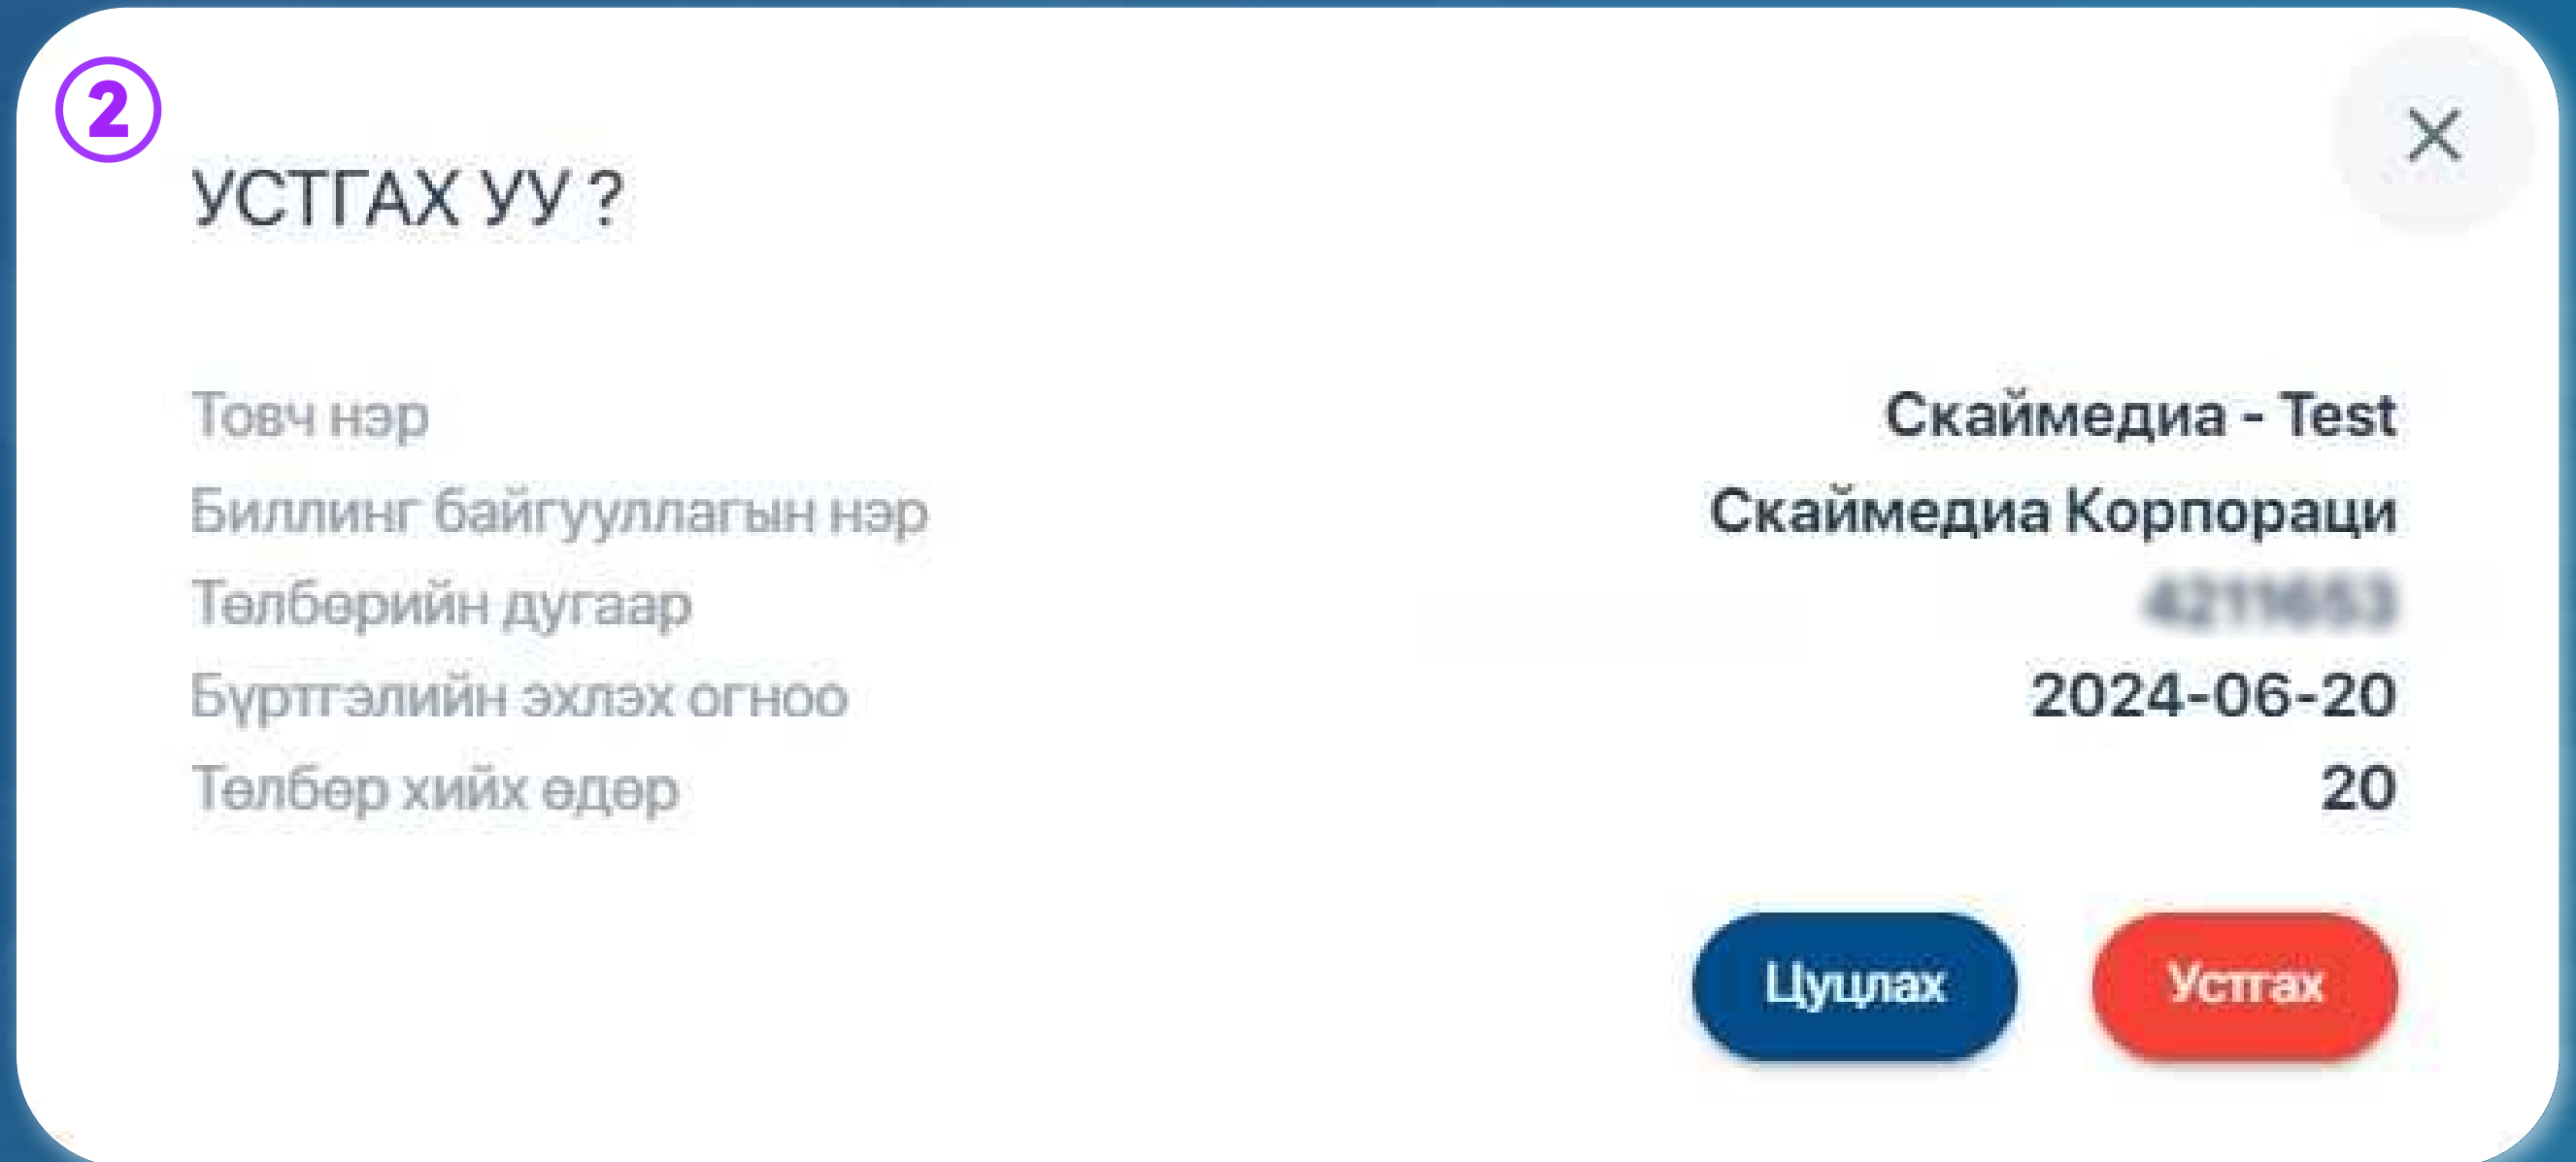 2
УСТГАХ УУ ?
Товч нэр Скаймедиа - Test
Биллинг байгууллагын нэр Скаймедиа Корпораци
Төлбөрийн дугаар
Бүртгэлийн эхлэх огноо 2024-06-20
Төлбөр хийх өдөр 20
Цуцлах Устгах